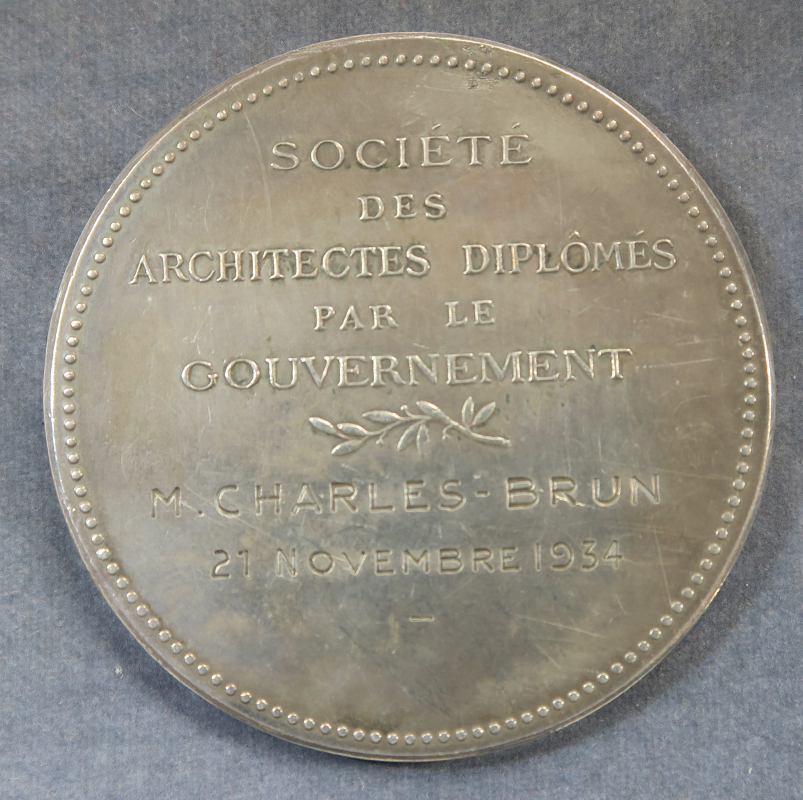 SOCIÉTÉ
DES
ARCHITECTES DIPLÔMÉS
PAR LE
GOUVERNEMENT
M. CHARLES-BRUN
21 NOVEMBRE 1934